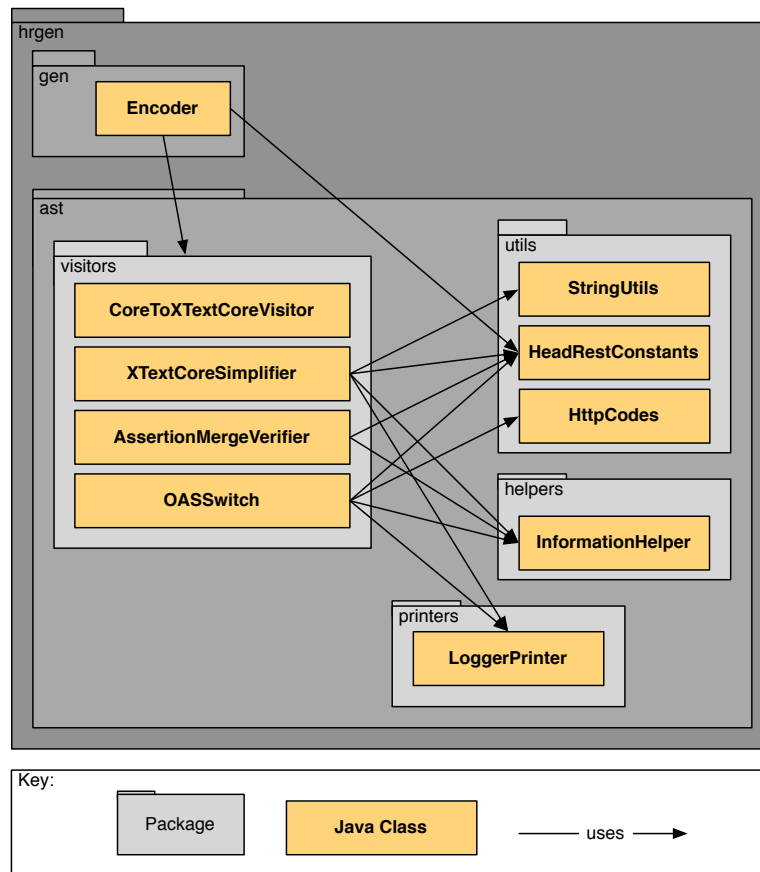 hrgen
gen
Encoder
ast
visitors
CoreToXTextCoreVisitor
XTextCoreSimplifier
AssertionMergeVerifier
OASSwitch
utils
StringUtils
HeadRestConstants
HttpCodes
helpers
InformationHelper
printers
LoggerPrinter
Key:
Package
Java Class
uses